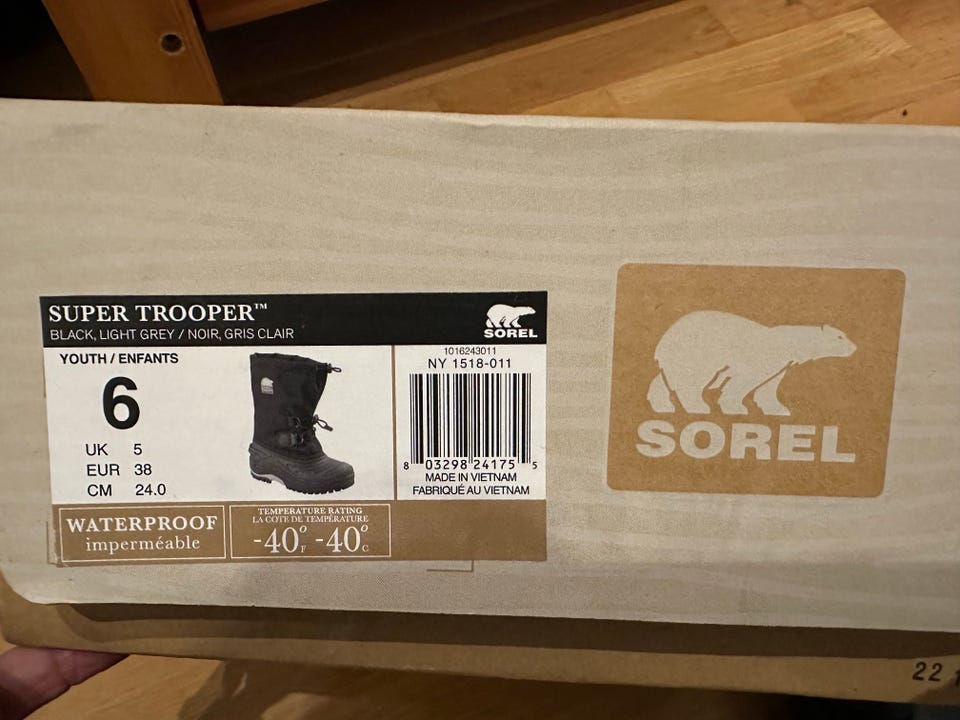 SUPER TROOPER™
BLACK, LIGHT GREY / NOIR, GRIS CLAIR
SOREL
YOUTH / ENFANTS
6
UK 5
EUR 38
CM 24.0
1016243011
NY 1518-011
8 03298 24175 5
MADE IN VIETNAM
FABRIQUÉ AU VIETNAM
WATERPROOF
imperméable
TEMPERATURE RATING
LA COTE DE TEMPÉRATURE
-40°F -40°C
SOREL
22